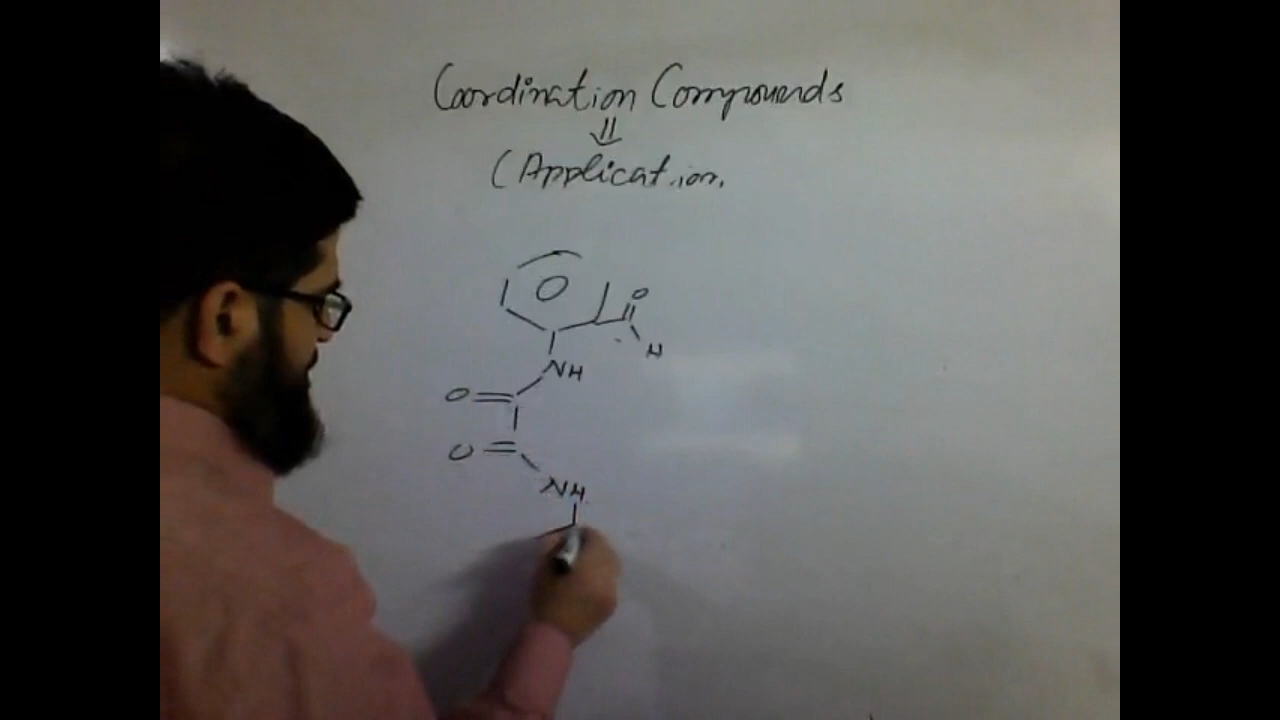 Coordination Compounds
(Application.
O
H
NH
O
O
NH